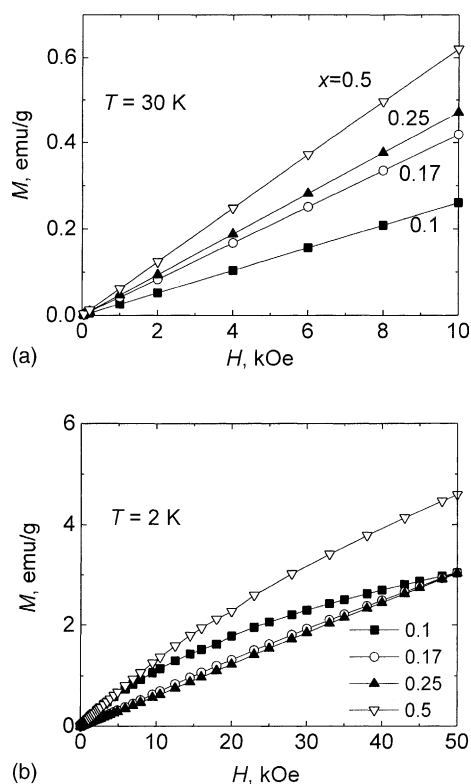 0.6
0.4
0.2
0.0
M, emu/g
T = 30 K
x=0.5
0.25
0.17
0.1
0 2 4 6 8 10
H, kOe
(a)
6
4
2
0
M, emu/g
T = 2 K
0.1
0.17
0.25
0.5
0 10 20 30 40 50
H, kOe
(b)